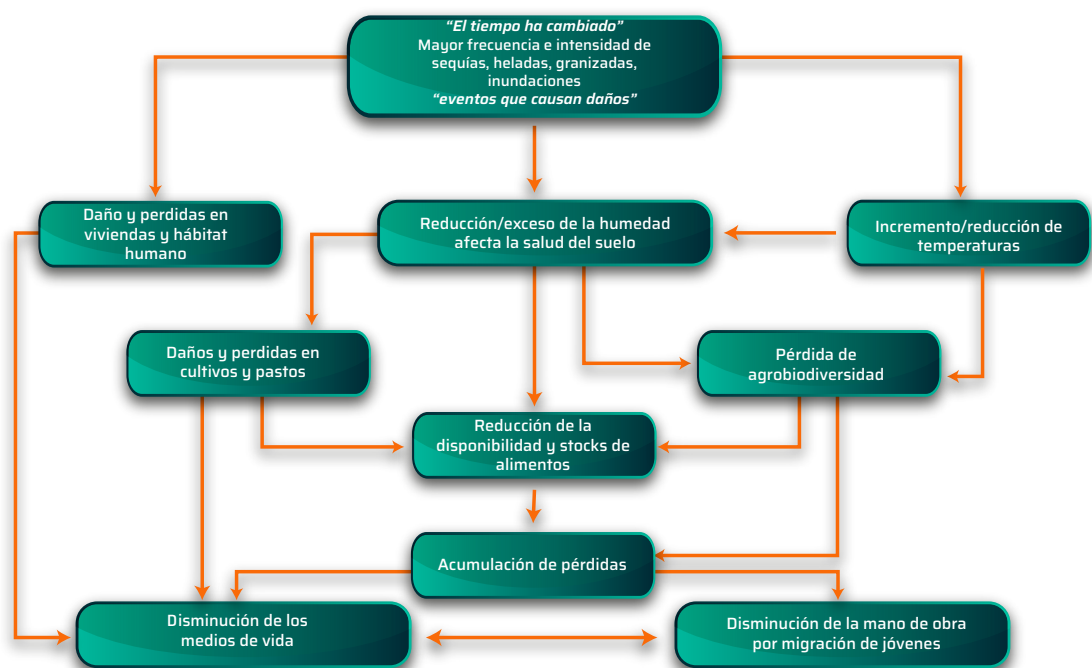 “El tiempo ha cambiado”
Mayor frecuencia e intensidad de
sequías, heladas, granizadas,
inundaciones
“eventos que causan daños”
Daño y perdidas en
viviendas y hábitat
humano
Reducción/exceso de la humedad
afecta la salud del suelo
Incremento/reducción de
temperaturas
Daños y perdidas en
cultivos y pastos
Pérdida de
agrobiodiversidad
Reducción de la
disponibilidad y stocks de
alimentos
Acumulación de pérdidas
Disminución de los
medios de vida
Disminución de la mano de obra
por migración de jóvenes